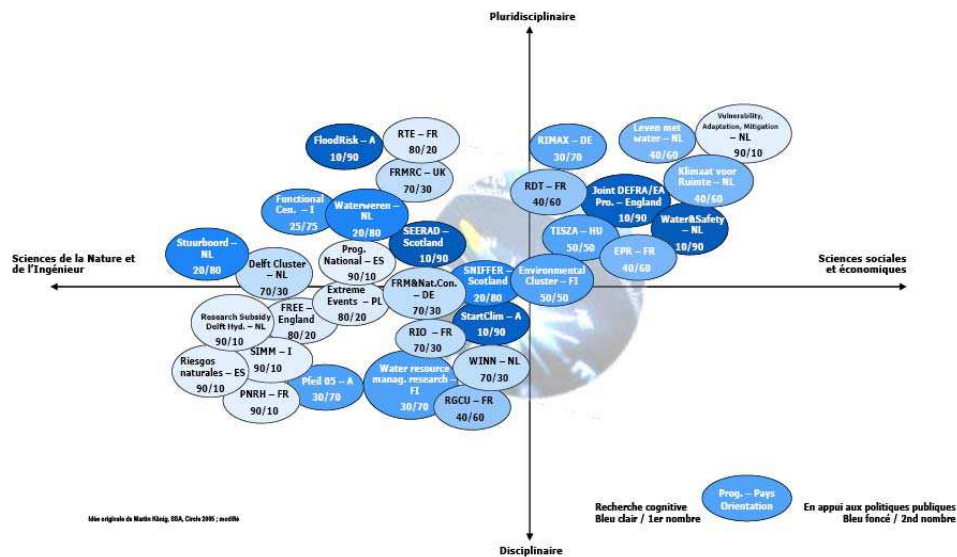 Pluridisciplinaire
FloodRisk – A
10/90
RTE – FR
80/20
FRMRC – UK
70/30
RIMAX – DE
30/70
Leven met
water – NL
40/60
Vulnerability,
Adaptation, Mitigation –
NL
90/10
Klimaat voor
Ruimte – NL
40/60
RDT – FR
40/60
Joint DEFRA/EA
Pro. – England
10/90
Water&Safety –
NL
10/90
Functional
Cen. – I
25/75
Waterweren –
NL
20/80
SEERAD –
Scotland
10/90
TISZA – HU
50/50
EPR – FR
40/60
Stuurboord –
NL
20/80
Prog.
National – ES
90/10
Sciences de la Nature et
de l'Ingénieur
Sciences sociales
et économiques
Delft Cluster
– NL
70/30
Extreme
Events – PL
80/20
FRM&Nat.Con.
– DE
70/30
SNIFFER –
Scotland
20/80
Environmental
Cluster – FI
50/50
FREE –
England
80/20
Research Subsidy
Delft Hyd. – NL
90/10
StartClim – A
10/90
RIO – FR
70/30
SIMM – I
90/10
Riesgos
naturales – ES
90/10
WINN – NL
70/30
Water resource
manag. research –
FI
30/70
Pfeil 05 – A
30/70
PNRH – FR
90/10
RGCU – FR
40/60
Prog. – Pays
Orientation
Recherche cognitive
Bleu clair / 1er nombre
En appui aux politiques publiques
Bleu foncé / 2nd nombre
Idée originale de Martin König, SSA, Circle 2005 ; modifié
Disciplinaire